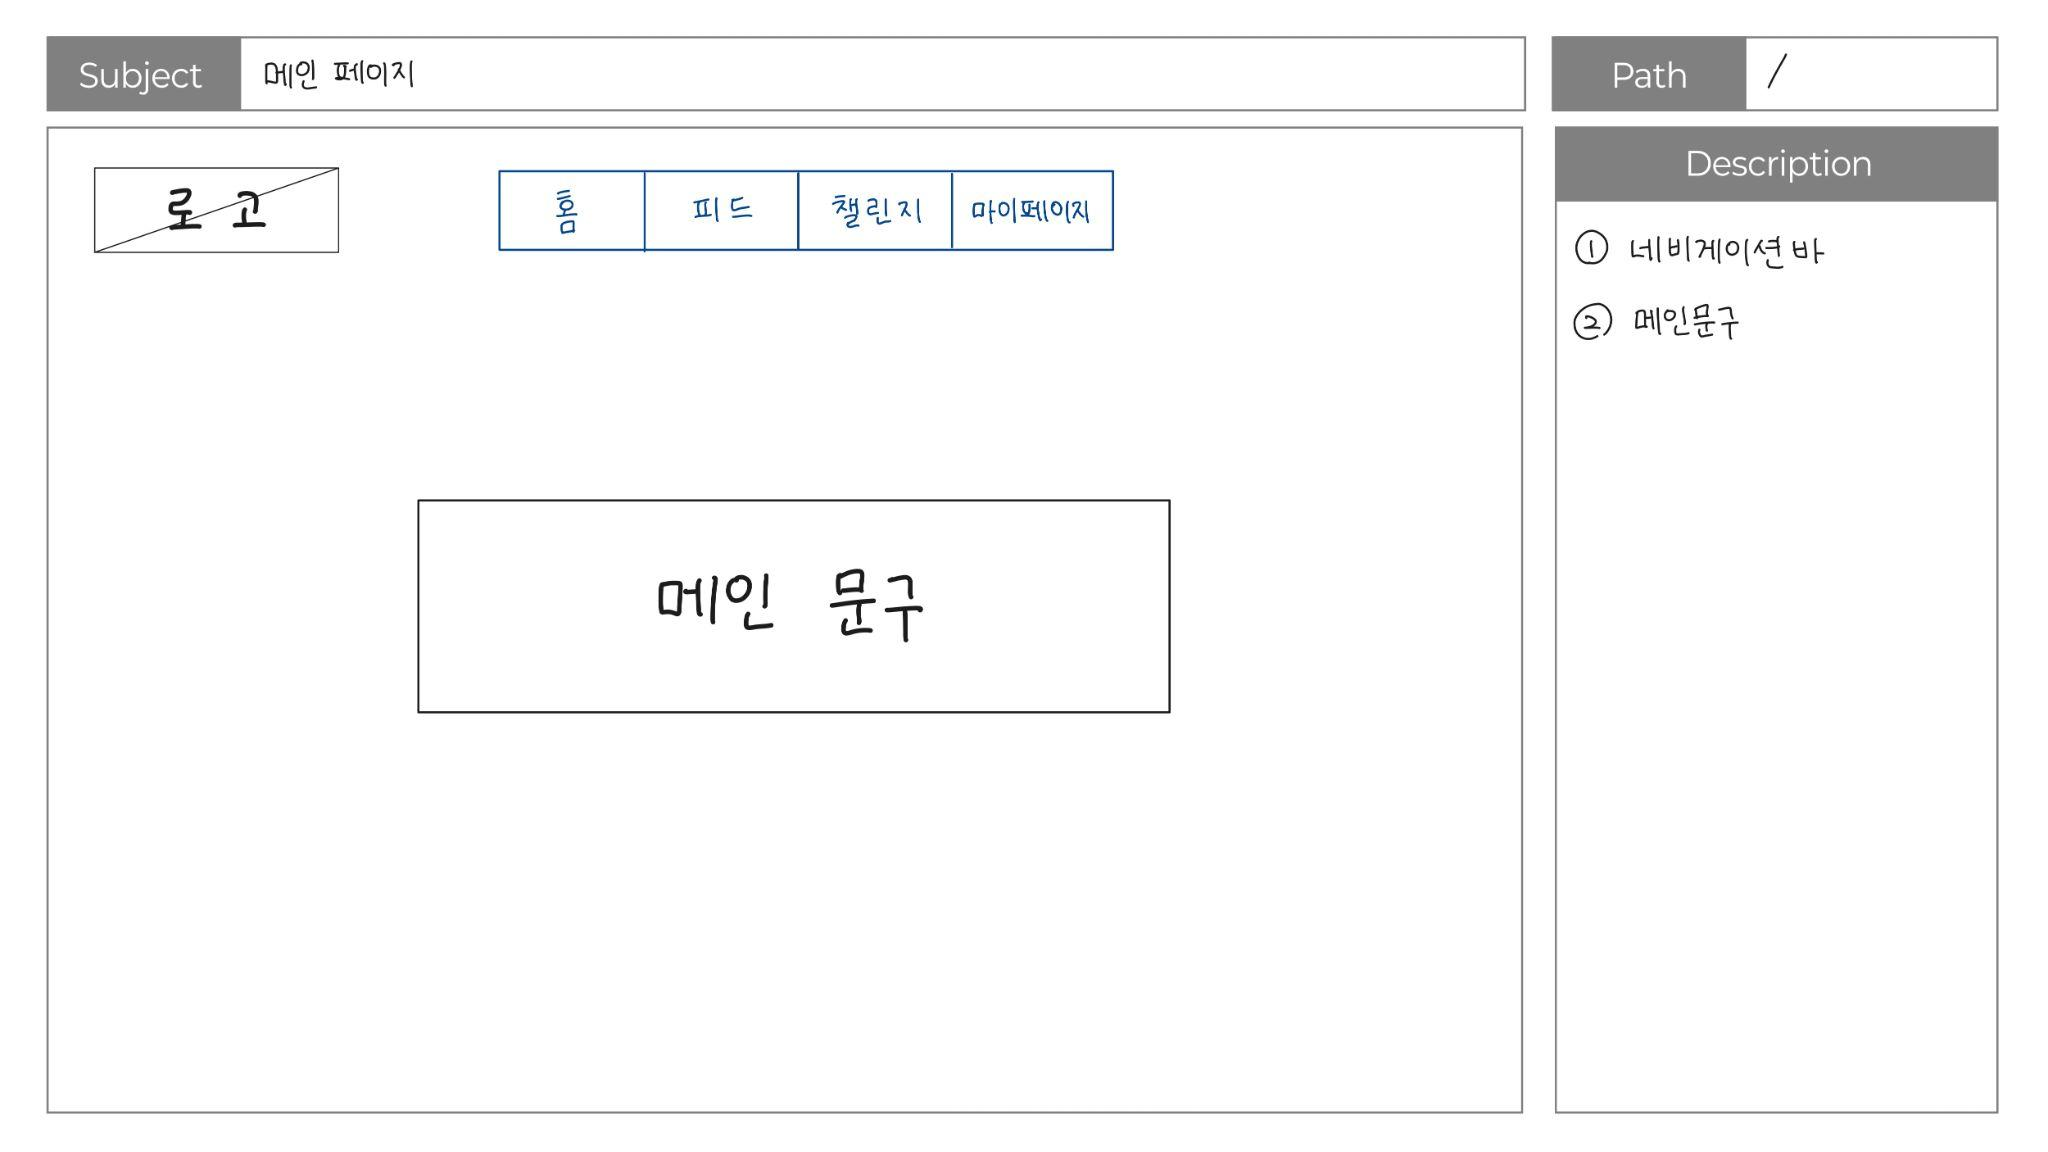 Subject 메인 페이지
Path /
로고
홈 피드 챌린지 마이페이지
메인 문구
Description
① 네비게이션 바
② 메인문구